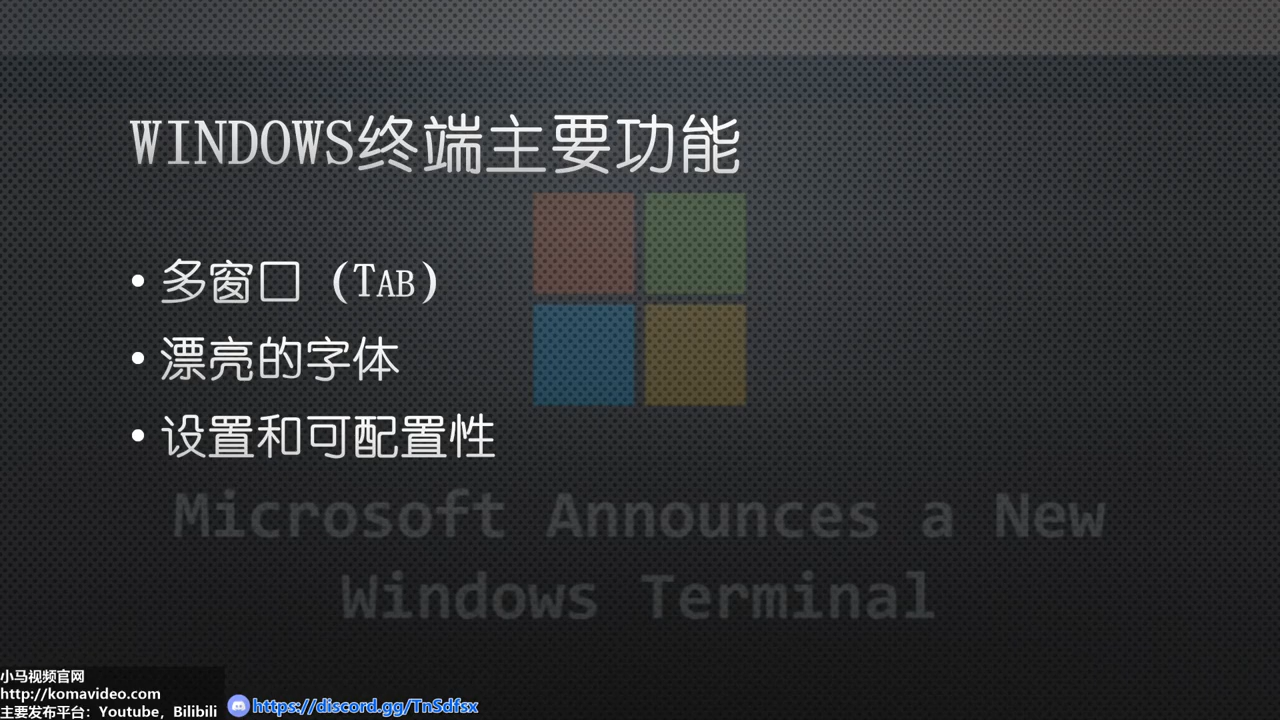 WINDOWS终端主要功能
• 多窗口（TAB）
• 漂亮的字体
• 设置和可配置性
Microsoft Announces a New
Windows Terminal
小马视频官网
http://komavideo.com
主要发布平台：Youtube，Bilibili
https://discord.gg/TnSdfsx